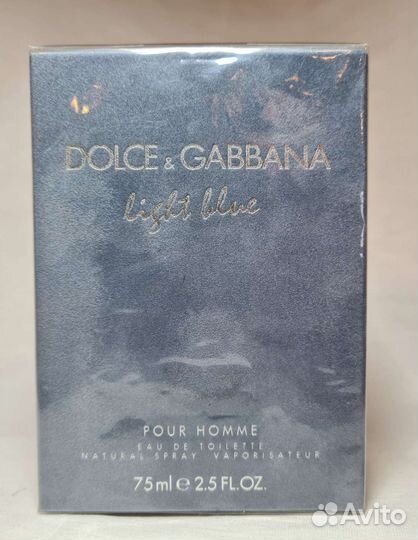 DOLCE & GABBANA
light blue
POUR HOMME
EAU DE TOILETTE
NATURAL SPRAY VAPORISATEUR
75ml e 2.5 FL.OZ.
Avito